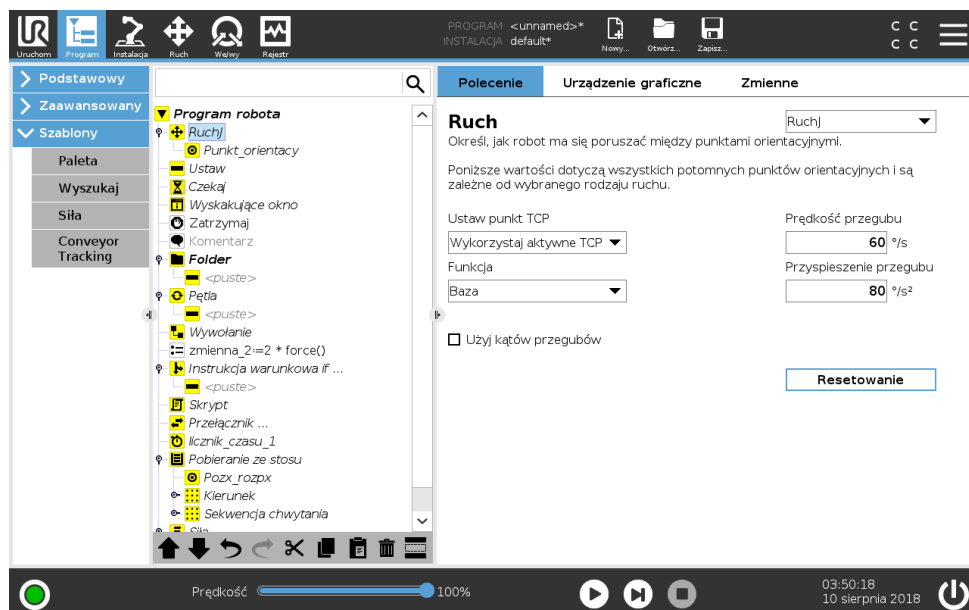 UR
PROGRAM <unnamed>*
INSTALACJA default*
C C
C C
Uruchom Program Instalacja Ruch We/wy Rejestr
Nowy... Otwórz... Zapisz...
Podstawowy
Zaawansowany
Szablony
Paleta
Wyszukaj
Siła
Conveyor
Tracking
Program robota
RuchJ
Punkt_orientacy
Ustaw
Czekaj
Wyskakujące okno
Zatrzymaj
Komentarz
Folder
<puste>
Pętla
<puste>
Wywołanie
zmienna_2:=2 * force()
Instrukcja warunkowa if ...
<puste>
Skrypt
Przełącznik ...
licznik_czasu_1
Pobieranie ze stosu
Pozx_rozpx
Kierunek
Sekwencja chwytania
Siła
Polecenie Urządzenie graficzne Zmienne
Ruch
RuchJ
Określ, jak robot ma się poruszać między punktami orientacyjnymi.
Poniższe wartości dotyczą wszystkich potomnych punktów orientacyjnych i są
zależne od wybranego rodzaju ruchu.
Ustaw punkt TCP
Wykorzystaj aktywne TCP
Funkcja
Baza
Prędkość przegubu
60 °/s
Przyspieszenie przegubu
80 °/s²
Użyj kątów przegubów
Resetowanie
Prędkość 100%
03:50:18
10 sierpnia 2018